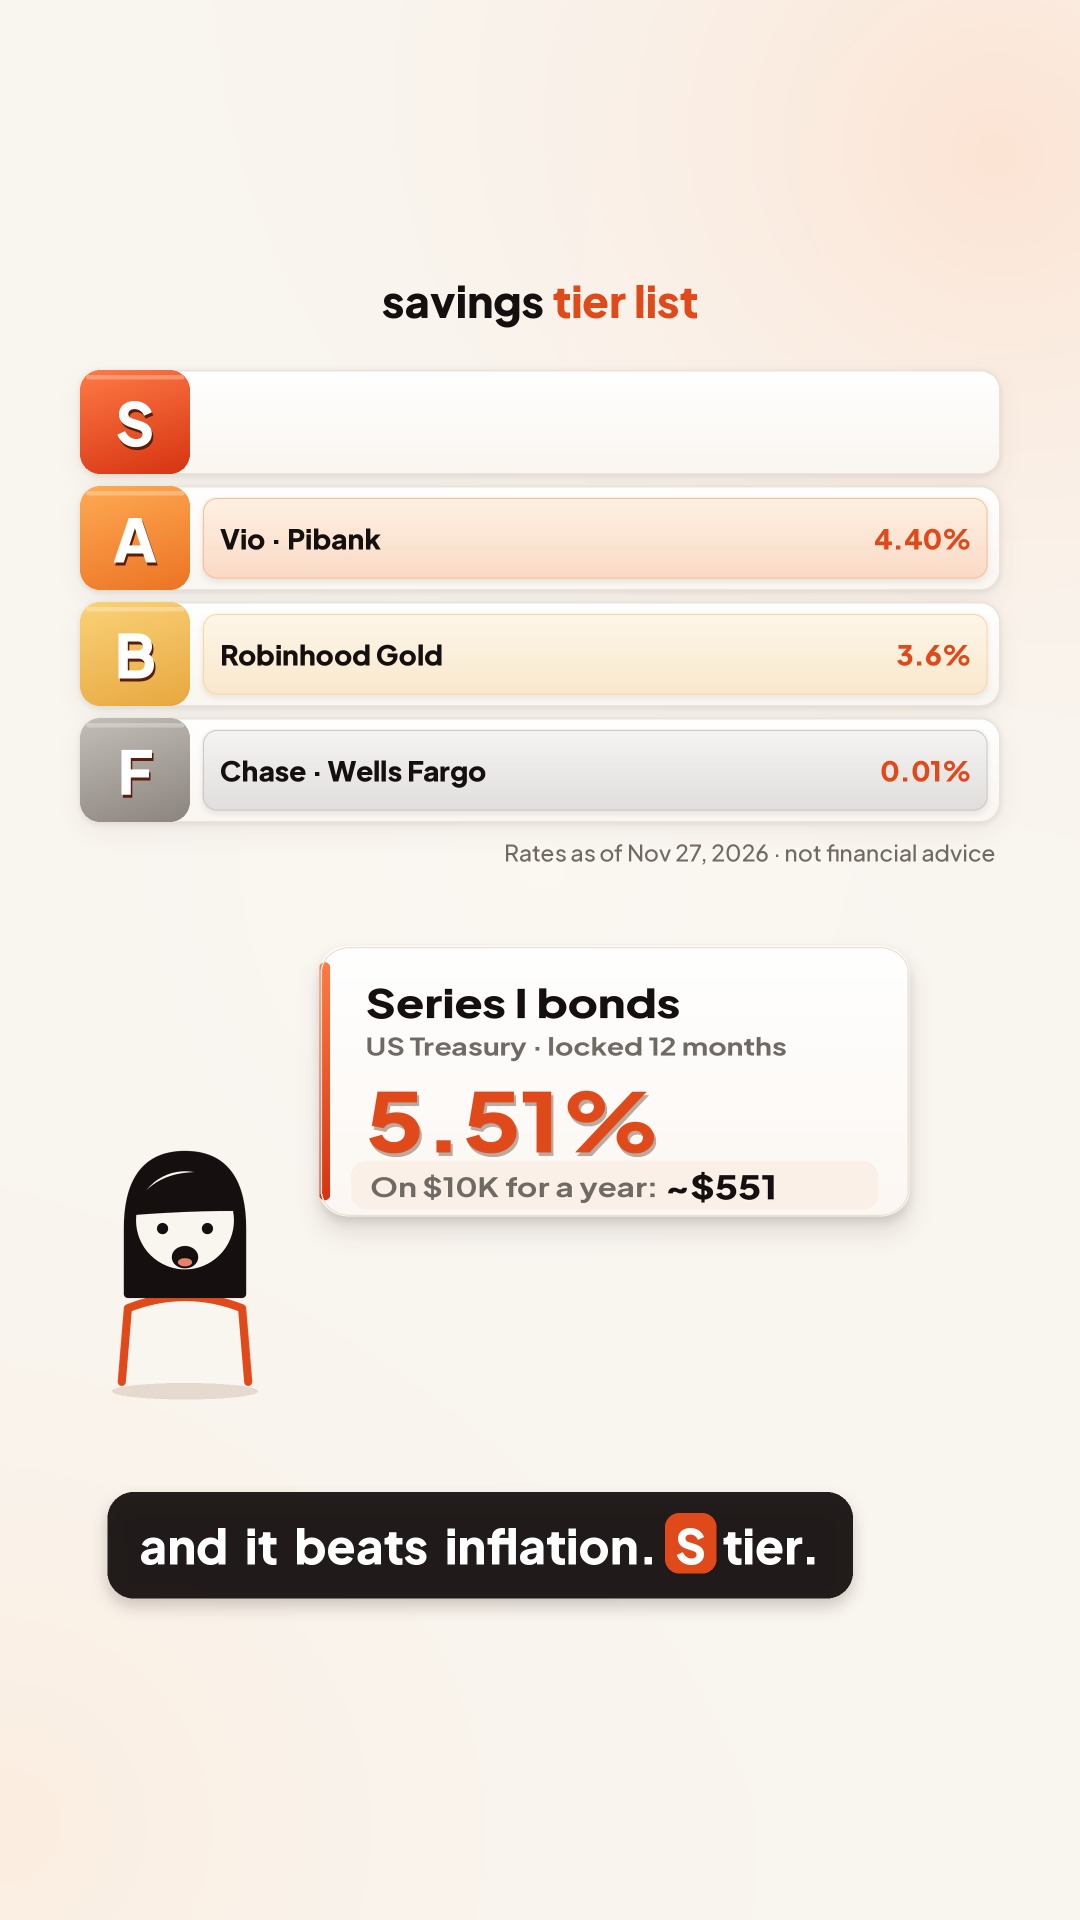 savings tier list
S
A
Vio · Pibank 4.40%
B
Robinhood Gold 3.6%
F
Chase · Wells Fargo 0.01%
Rates as of Nov 27, 2026 · not financial advice
Series I bonds
US Treasury · locked 12 months
5.51%
On $10K for a year: ~$551
and it beats inflation. S tier.